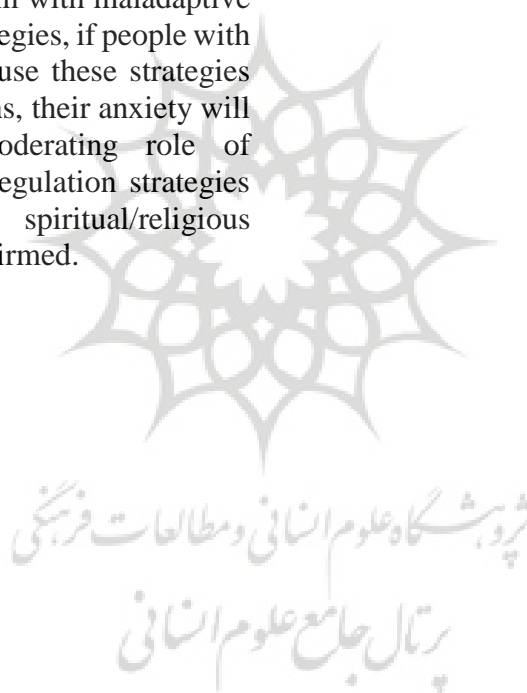 with maladaptive
egies, if people with
use these strategies
ns, their anxiety will
oderating role of
egulation strategies
spiritual/religious
irmed.
پژوهشگاه علوم انسانی و مطالعات فرهنگی
پرتال جامع علوم انسانی